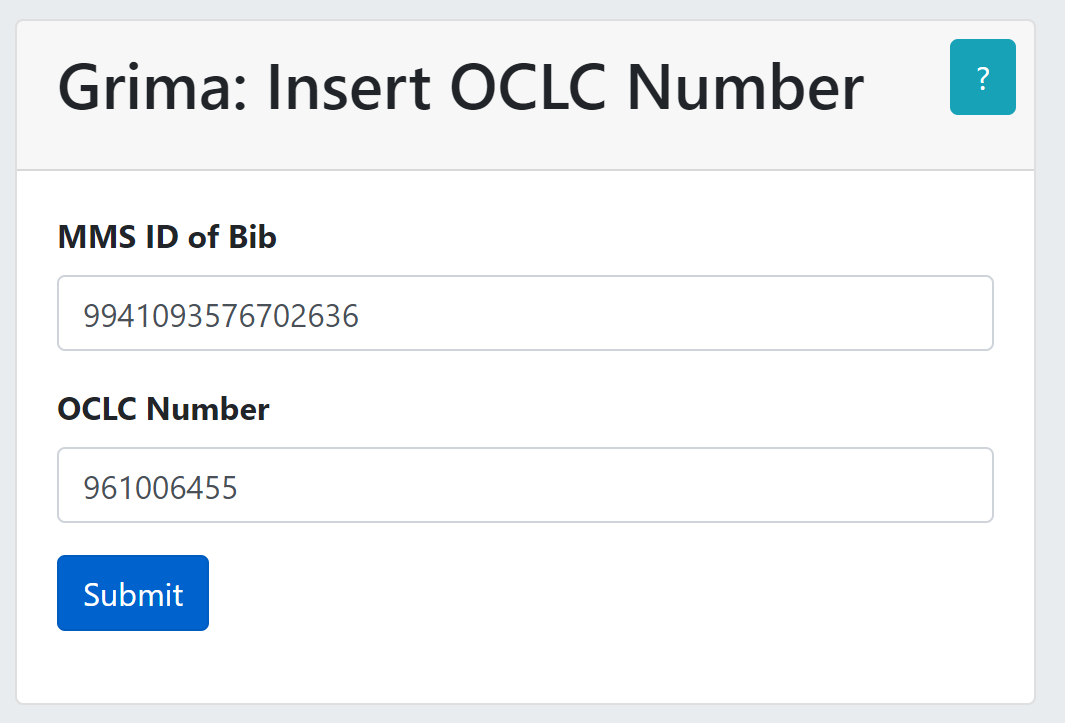 Grima: Insert OCLC Number
?
MMS ID of Bib
9941093576702636
OCLC Number
961006455
Submit